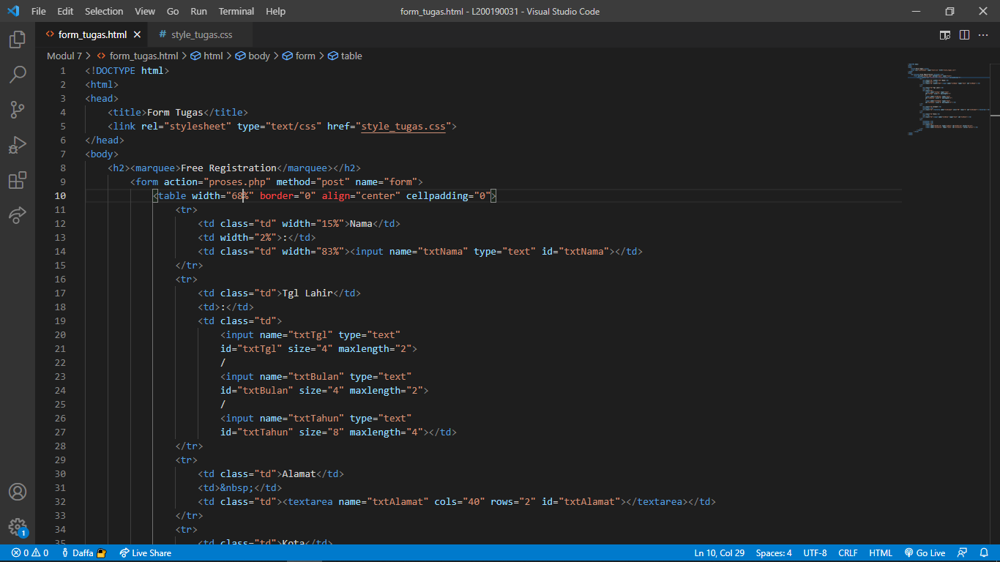 File Edit Selection View Go Run Terminal Help form_tugas.html - L200190031 - Visual Studio Code
form_tugas.html # style_tugas.css
Modul 7 > form_tugas.html > html > body > form > table
1 <!DOCTYPE html>
2 <html>
3 <head>
4 <title>Form Tugas</title>
5 <link rel="stylesheet" type="text/css" href="style_tugas.css">
6 </head>
7 <body>
8 <h2><marquee>Free Registration</marquee></h2>
9 <form action="proses.php" method="post" name="form">
10 <table width="68%" border="0" align="center" cellpadding="0">
11 <tr>
12 <td class="td" width="15%">Nama</td>
13 <td width="2%">:</td>
14 <td class="td" width="83%"><input name="txtNama" type="text" id="txtNama"></td>
15 </tr>
16 <tr>
17 <td class="td">Tgl Lahir</td>
18 <td>:</td>
19 <td class="td">
20 <input name="txtTgl" type="text"
21 id="txtTgl" size="4" maxlength="2">
22 /
23 <input name="txtBulan" type="text"
24 id="txtBulan" size="4" maxlength="2">
25 /
26 <input name="txtTahun" type="text"
27 id="txtTahun" size="8" maxlength="4"></td>
28 </tr>
29 <tr>
30 <td class="td">Alamat</td>
31 <td>&nbsp;</td>
32 <td class="td"><textarea name="txtAlamat" cols="40" rows="2" id="txtAlamat"></textarea></td>
33 </tr>
34 <tr>
35 <td class="td">Kota</td>
1
0 0 Daffa Live Share Ln 10, Col 29 Spaces: 4 UTF-8 CRLF HTML Go Live